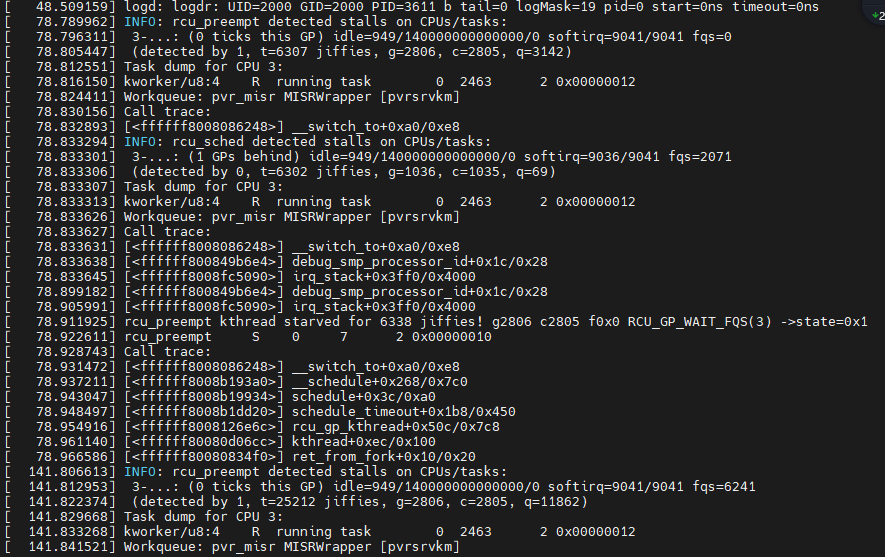 [   48.509159] logd: logdr: UID=2000 GID=2000 PID=3611 b tail=0 logMask=19 pid=0 start=0ns timeout=0ns
[   78.789962] INFO: rcu_preempt detected stalls on CPUs/tasks:
[   78.796311]  3-...: (0 ticks this GP) idle=949/140000000000000/0 softirq=9041/9041 fqs=0
[   78.805447]  (detected by 1, t=6307 jiffies, g=2806, c=2805, q=3142)
[   78.812551] Task dump for CPU 3:
[   78.816150] kworker/u8:4    R  running task        0  2463      2 0x00000012
[   78.824411] Workqueue: pvr_misr MISRWrapper [pvrsrvkm]
[   78.830156] Call trace:
[   78.832893] [<ffffff8008086248>] __switch_to+0xa0/0xe8
[   78.833294] INFO: rcu_sched detected stalls on CPUs/tasks:
[   78.833301]  3-...: (1 GPs behind) idle=949/140000000000000/0 softirq=9036/9041 fqs=2071
[   78.833306]  (detected by 0, t=6302 jiffies, g=1036, c=1035, q=69)
[   78.833307] Task dump for CPU 3:
[   78.833313] kworker/u8:4    R  running task        0  2463      2 0x00000012
[   78.833626] Workqueue: pvr_misr MISRWrapper [pvrsrvkm]
[   78.833627] Call trace:
[   78.833631] [<ffffff8008086248>] __switch_to+0xa0/0xe8
[   78.833638] [<ffffff800849b6e4>] debug_smp_processor_id+0x1c/0x28
[   78.833645] [<ffffff8008fc5090>] irq_stack+0x3ff0/0x4000
[   78.899182] [<ffffff800849b6e4>] debug_smp_processor_id+0x1c/0x28
[   78.905991] [<ffffff8008fc5090>] irq_stack+0x3ff0/0x4000
[   78.911925] rcu_preempt kthread starved for 6338 jiffies! g2806 c2805 f0x0 RCU_GP_WAIT_FQS(3) ->state=0x1
[   78.922611] rcu_preempt     S    0     7      2 0x00000010
[   78.928743] Call trace:
[   78.931472] [<ffffff8008086248>] __switch_to+0xa0/0xe8
[   78.937211] [<ffffff8008b193a0>] __schedule+0x268/0x7c0
[   78.943047] [<ffffff8008b19934>] schedule+0x3c/0xa0
[   78.948497] [<ffffff8008b1dd20>] schedule_timeout+0x1b8/0x450
[   78.954916] [<ffffff8008126e6c>] rcu_gp_kthread+0x50c/0x7c8
[   78.961140] [<ffffff80080d06cc>] kthread+0xec/0x100
[   78.966586] [<ffffff80080834f0>] ret_from_fork+0x10/0x20
[  141.806613] INFO: rcu_preempt detected stalls on CPUs/tasks:
[  141.812953]  3-...: (0 ticks this GP) idle=949/140000000000000/0 softirq=9041/9041 fqs=6241
[  141.822374]  (detected by 1, t=25212 jiffies, g=2806, c=2805, q=11862)
[  141.829668] Task dump for CPU 3:
[  141.833268] kworker/u8:4    R  running task        0  2463      2 0x00000012
[  141.841521] Workqueue: pvr_misr MISRWrapper [pvrsrvkm]